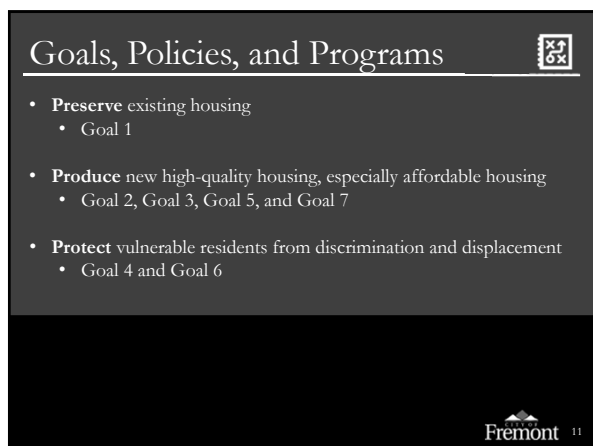 Goals, Policies, and Programs
• Preserve existing housing
• Goal 1
• Produce new high-quality housing, especially affordable housing
• Goal 2, Goal 3, Goal 5, and Goal 7
• Protect vulnerable residents from discrimination and displacement
• Goal 4 and Goal 6
CITY OF
Fremont
11